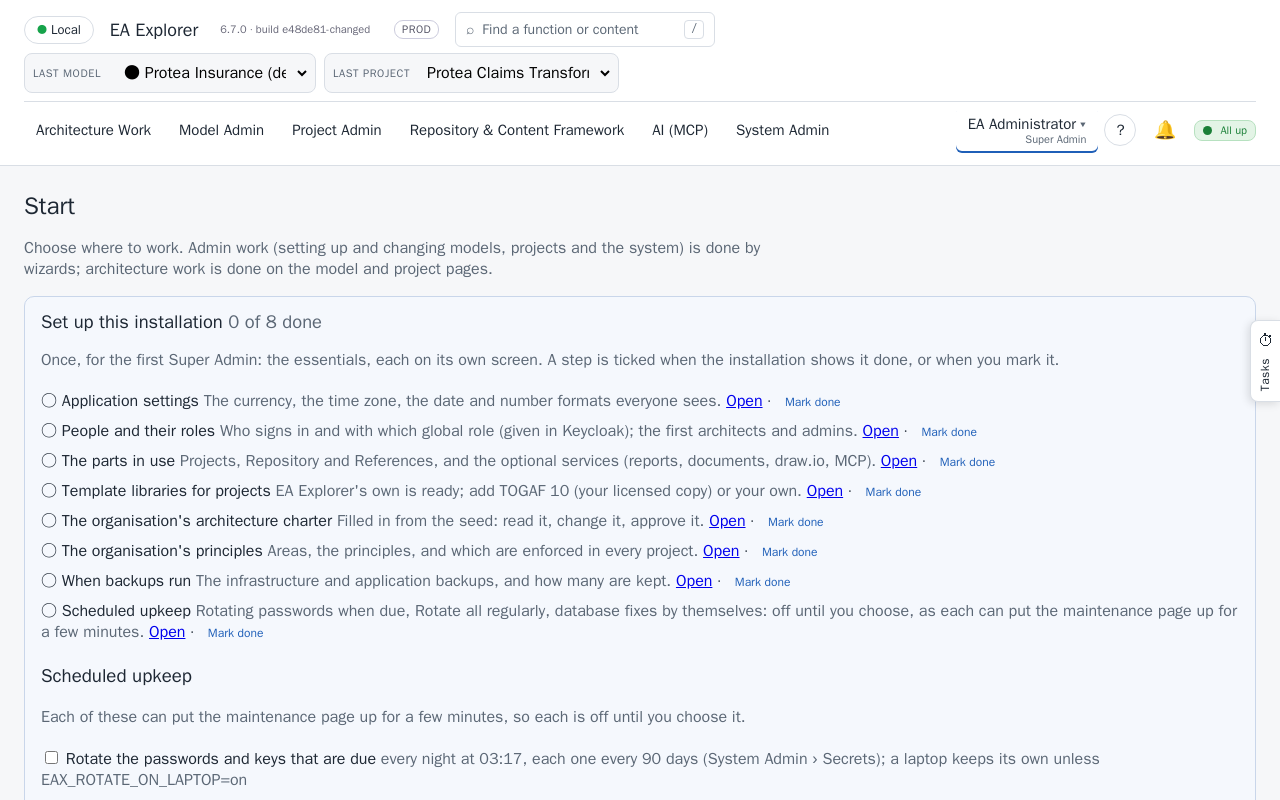 Local
EA Explorer
6.7.0 · build e48de81-changed
PROD
Find a function or content
/
LAST MODEL
Protea Insurance (de
LAST PROJECT
Protea Claims Transfor
Architecture Work
Model Admin
Project Admin
Repository & Content Framework
AI (MCP)
System Admin
EA Administrator ▾
Super Admin
?
All up
Start
Choose where to work. Admin work (setting up and changing models, projects and the system) is done by
wizards; architecture work is done on the model and project pages.
Set up this installation 0 of 8 done
Once, for the first Super Admin: the essentials, each on its own screen. A step is ticked when the installation shows it done, or when you mark it.
Application settings The currency, the time zone, the date and number formats everyone sees. Open · Mark done
People and their roles Who signs in and with which global role (given in Keycloak); the first architects and admins. Open · Mark done
The parts in use Projects, Repository and References, and the optional services (reports, documents, draw.io, MCP). Open · Mark done
Template libraries for projects EA Explorer's own is ready; add TOGAF 10 (your licensed copy) or your own. Open · Mark done
The organisation's architecture charter Filled in from the seed: read it, change it, approve it. Open · Mark done
The organisation's principles Areas, the principles, and which are enforced in every project. Open · Mark done
When backups run The infrastructure and application backups, and how many are kept. Open · Mark done
Scheduled upkeep Rotating passwords when due, Rotate all regularly, database fixes by themselves: off until you choose, as each can put the maintenance page up for
a few minutes. Open · Mark done
Tasks
Scheduled upkeep
Each of these can put the maintenance page up for a few minutes, so each is off until you choose it.
Rotate the passwords and keys that are due every night at 03:17, each one every 90 days (System Admin › Secrets); a laptop keeps its own unless
EAX_ROTATE_ON_LAPTOP=on